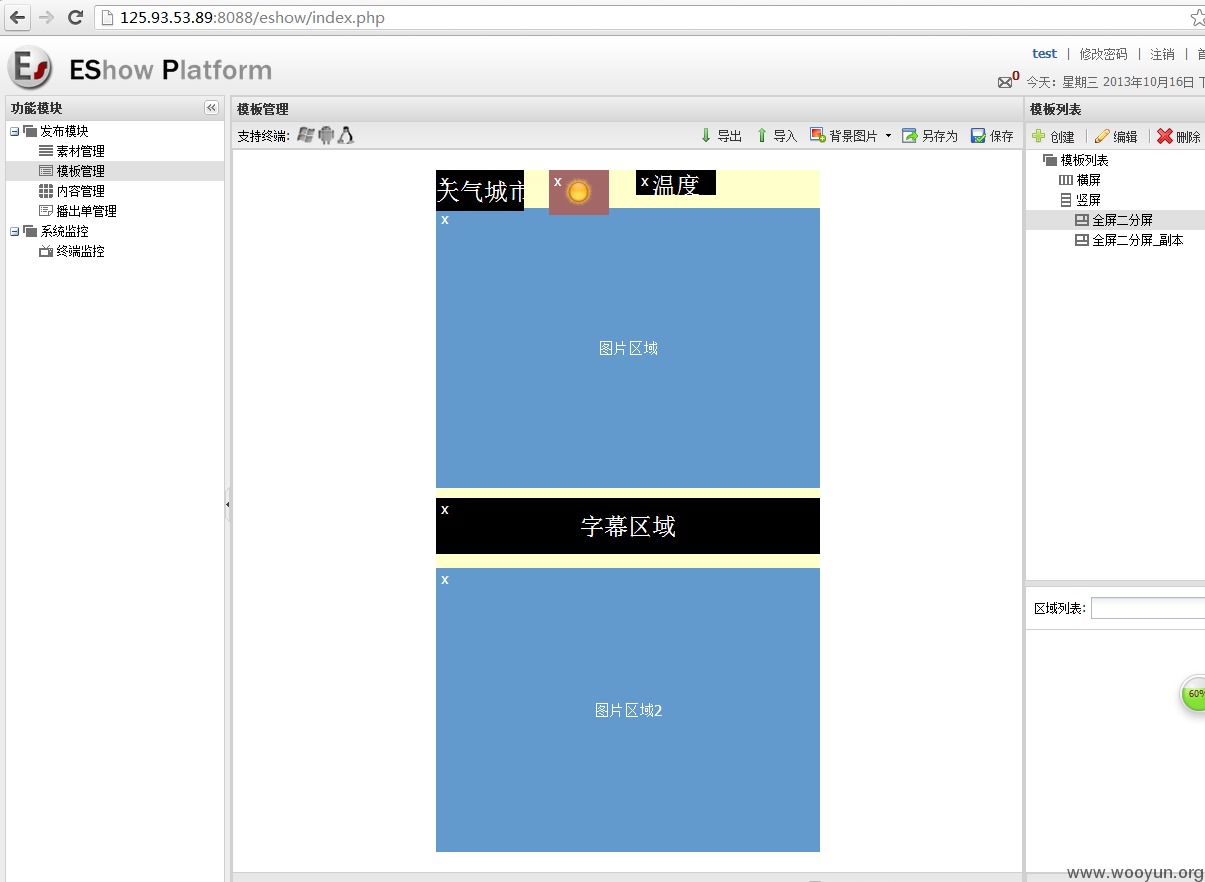 125.93.53.89:8088/eshow/index.php
EShow Platform
test | 修改密码 | 注销 |
0 今天: 星期三 2013年10月16日
功能模块
发布模块
素材管理
模板管理
内容管理
播出单管理
系统监控
终端监控
模板管理
支持终端:
导出 导入 背景图片 另存为 保存
天气城市
x
x
x 温度
x
图片区域
x
字幕区域
x
图片区域2
模板列表
创建 编辑 删除
模板列表
横屏
竖屏
全屏二分屏
全屏二分屏_副本
区域列表:
60%
www.wooyun.org